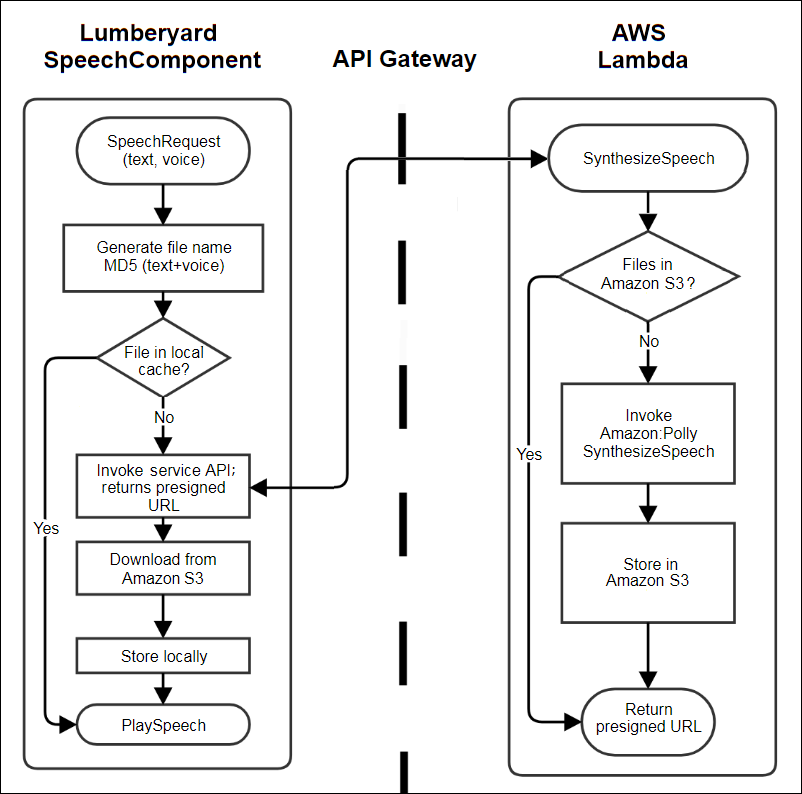 Lumberyard
SpeechComponent
API Gateway
AWS
Lambda
SpeechRequest
(text, voice)
Generate file name
MD5 (text+voice)
File in local
cache?
No
Yes
Invoke service API;
returns presigned
URL
Download from
Amazon S3
Store locally
PlaySpeech
SynthesizeSpeech
Files in
Amazon S3?
No
Yes
Invoke
Amazon:Polly
SynthesizeSpeech
Store in
Amazon S3
Return
presigned URL